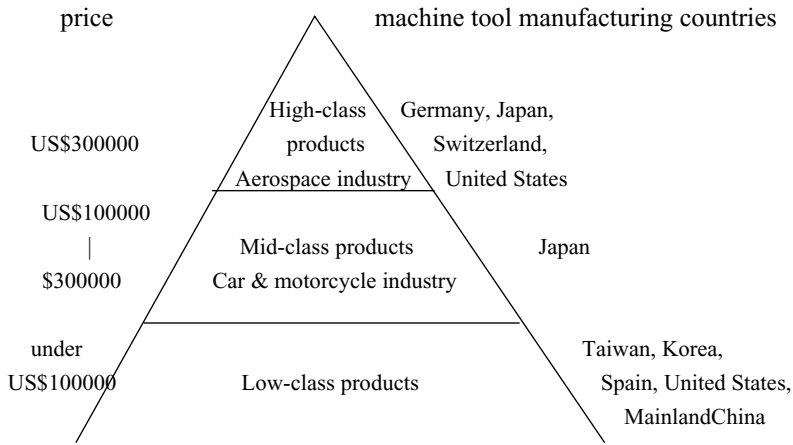 price machine tool manufacturing countries
High-class Germany, Japan,
US$300000 products Switzerland,
Aerospace industry United States
US$100000
| Mid-class products Japan
$300000 Car & motorcycle industry
under Taiwan, Korea,
US$100000 Low-class products Spain, United States,
MainlandChina